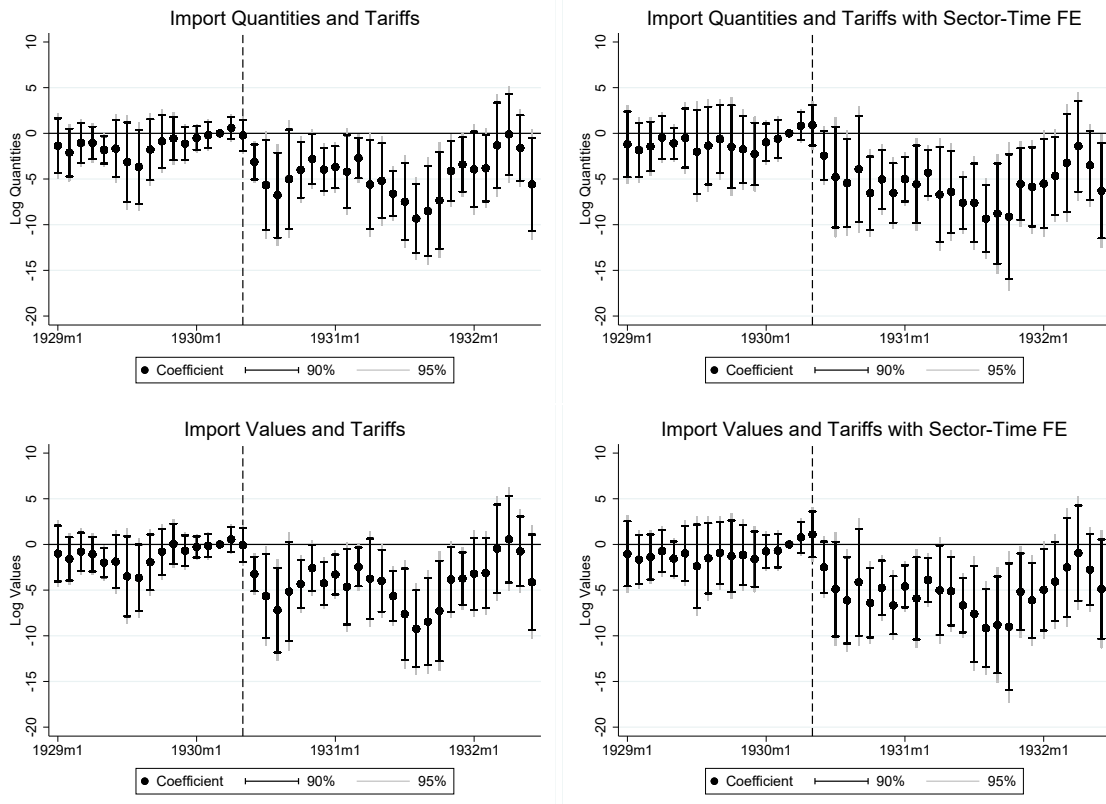 Import Quantities and Tariffs
Log Quantities
10
5
0
-5
-10
-15
-20
1929m1 1930m1 1931m1 1932m1
Coefficient 90% 95%
Import Quantities and Tariffs with Sector-Time FE
Log Quantities
10
5
0
-5
-10
-15
-20
1929m1 1930m1 1931m1 1932m1
Coefficient 90% 95%
Import Values and Tariffs
Log Values
10
5
0
-5
-10
-15
-20
1929m1 1930m1 1931m1 1932m1
Coefficient 90% 95%
Import Values and Tariffs with Sector-Time FE
Log Values
10
5
0
-5
-10
-15
-20
1929m1 1930m1 1931m1 1932m1
Coefficient 90% 95%